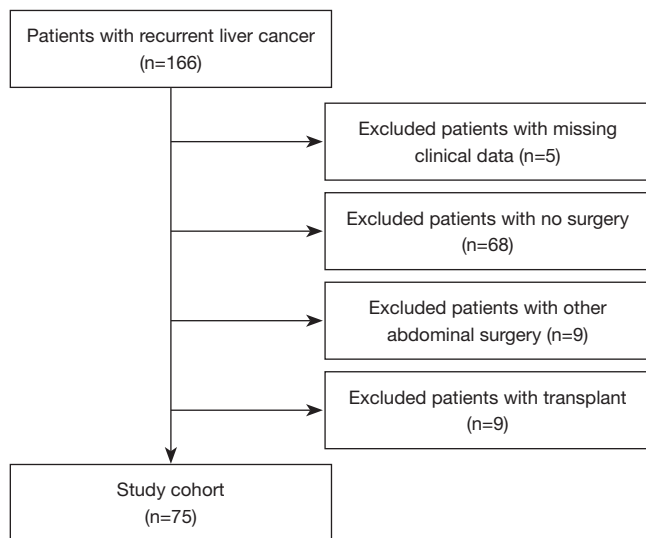 Patients with recurrent liver cancer
(n=166)
Excluded patients with missing
clinical data (n=5)
Excluded patients with no surgery
(n=68)
Excluded patients with other
abdominal surgery (n=9)
Excluded patients with transplant
(n=9)
Study cohort
(n=75)